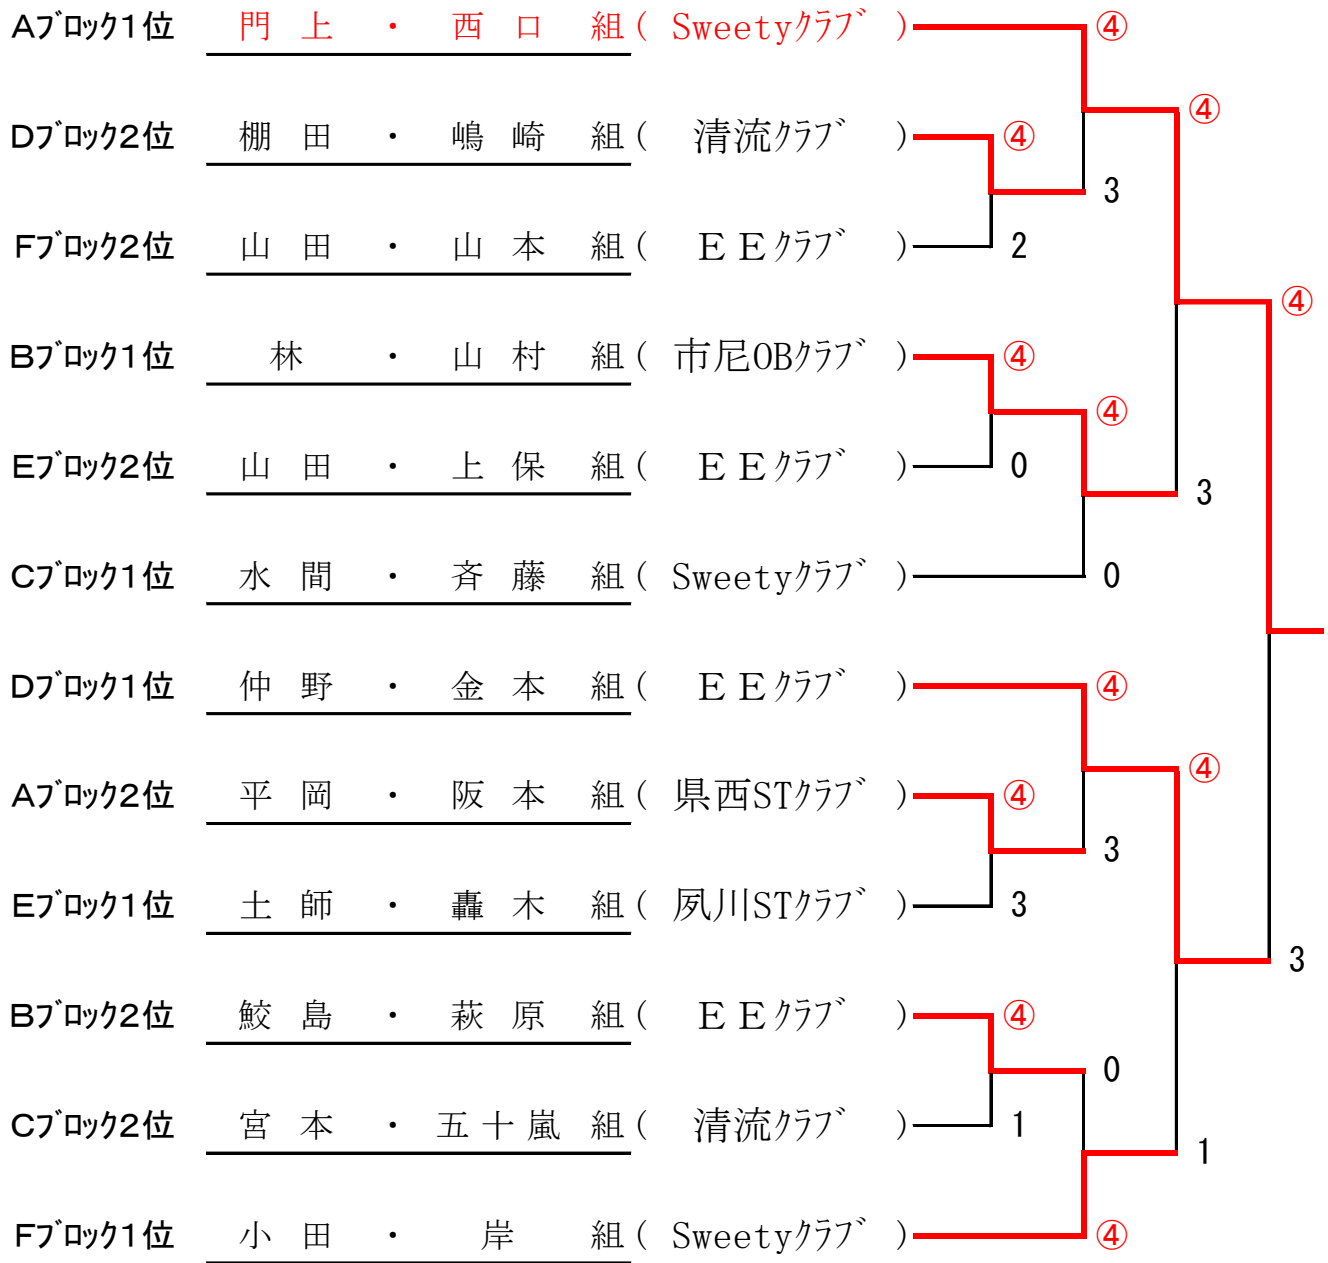 Aﾌﾞﾛｯｸ1位 門上・西口 組( Sweetyｸﾗﾌﾞ ) ④
④
Dﾌﾞﾛｯｸ2位 棚田・嶋崎 組( 清流ｸﾗﾌﾞ ) ④
3
Fﾌﾞﾛｯｸ2位 山田・山本 組( ＥＥｸﾗﾌﾞ ) 2
④
Bﾌﾞﾛｯｸ1位 林・山村 組( 市尼OBｸﾗﾌﾞ ) ④
④
Eﾌﾞﾛｯｸ2位 山田・上保 組( ＥＥｸﾗﾌﾞ ) 0
3
Cﾌﾞﾛｯｸ1位 水間・斉藤 組( Sweetyｸﾗﾌﾞ ) 0
Dﾌﾞﾛｯｸ1位 仲野・金本 組( ＥＥｸﾗﾌﾞ ) ④
④
Aﾌﾞﾛｯｸ2位 平岡・阪本 組( 県西STｸﾗﾌﾞ ) ④
3
Eﾌﾞﾛｯｸ1位 土師・轟木 組( 夙川STｸﾗﾌﾞ ) 3
3
Bﾌﾞﾛｯｸ2位 鮫島・萩原 組( ＥＥｸﾗﾌﾞ ) ④
0
Cﾌﾞﾛｯｸ2位 宮本・五十嵐 組( 清流ｸﾗﾌﾞ ) 1
1
Fﾌﾞﾛｯｸ1位 小田・岸 組( Sweetyｸﾗﾌﾞ ) ④